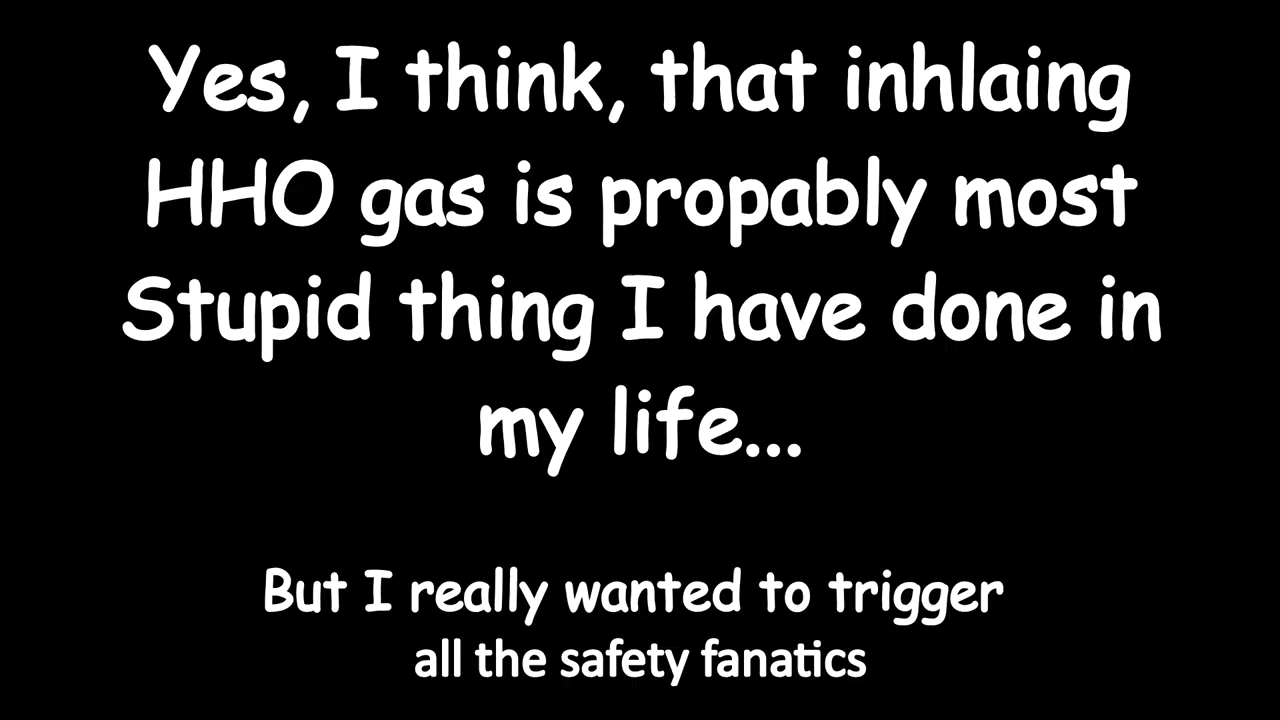 Yes, I think, that inhlaing
HHO gas is propably most
Stupid thing I have done in
my life...
But I really wanted to trigger
all the safety fanatics